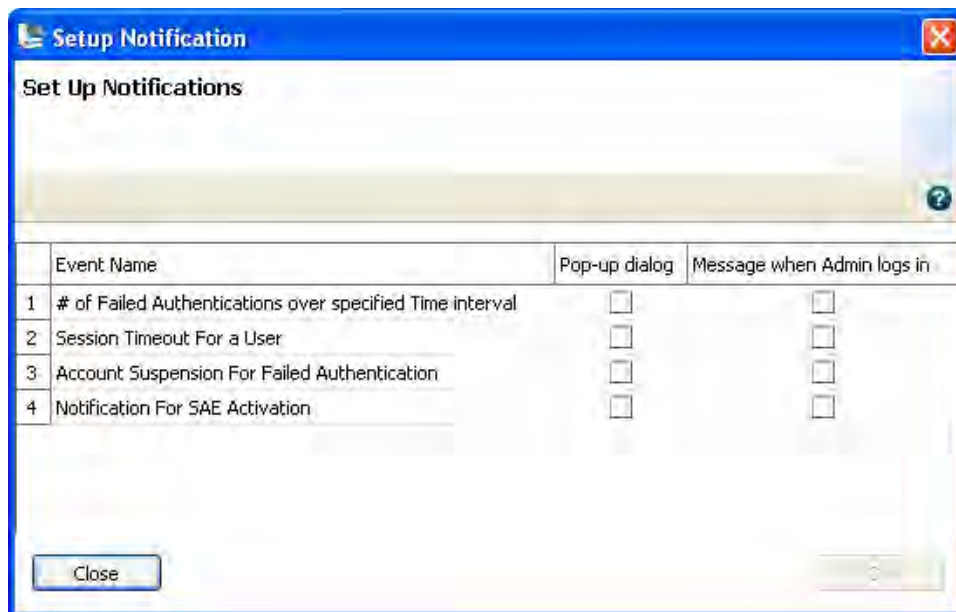 Setup Notification
Set Up Notifications
?
Event Name Pop-up dialog Message when Admin logs in
1 # of Failed Authentications over specified Time interval
2 Session Timeout For a User
3 Account Suspension For Failed Authentication
4 Notification For SAE Activation
Close